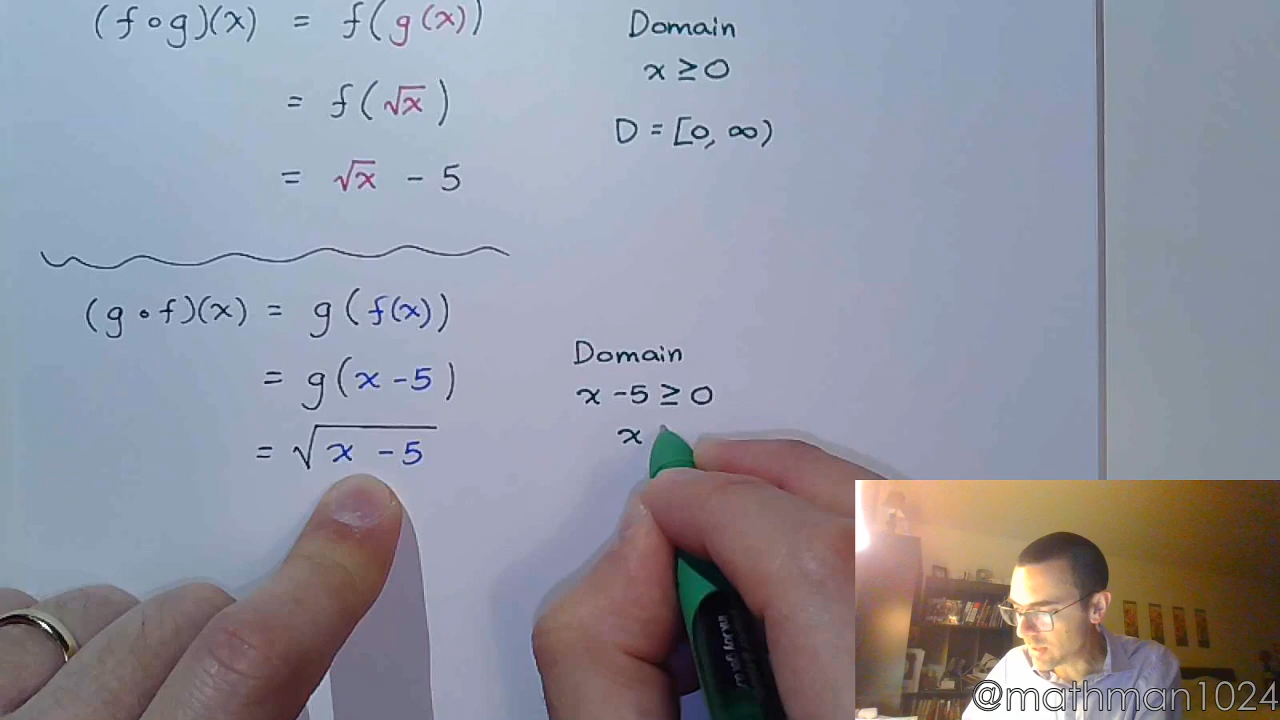 (f∘g)(x) = f(g(x))
= f(√x)
= √x - 5
Domain
x ≥ 0
D = [0, ∞)
(g∘f)(x) = g(f(x))
= g(x - 5)
= √(x - 5)
Domain
x - 5 ≥ 0
x
@mathman1024